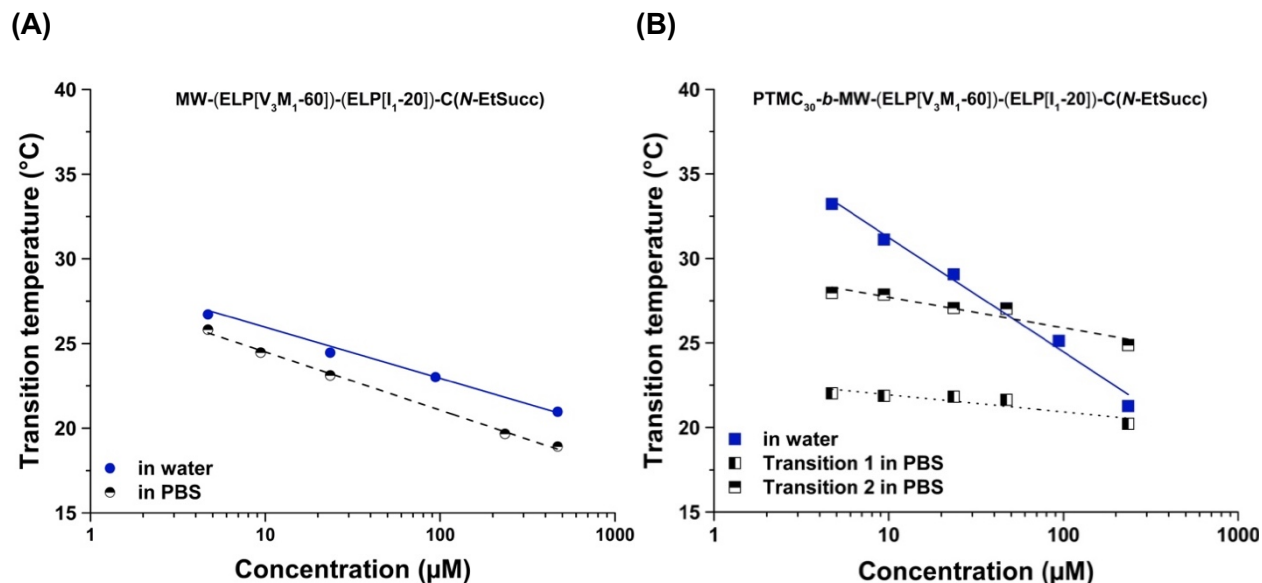 (A)
MW-(ELP[V₃M₁-60])-(ELP[I₁-20])-C(N-EtSucc)
Transition temperature (°C)
40
35
30
25
20
15
in water
in PBS
1
10
100
1000
Concentration (µM)
(B)
PTMC₃₀-b-MW-(ELP[V₃M₁-60])-(ELP[I₁-20])-C(N-EtSucc)
Transition temperature (°C)
40
35
30
25
20
15
in water
Transition 1 in PBS
Transition 2 in PBS
1
10
100
1000
Concentration (µM)